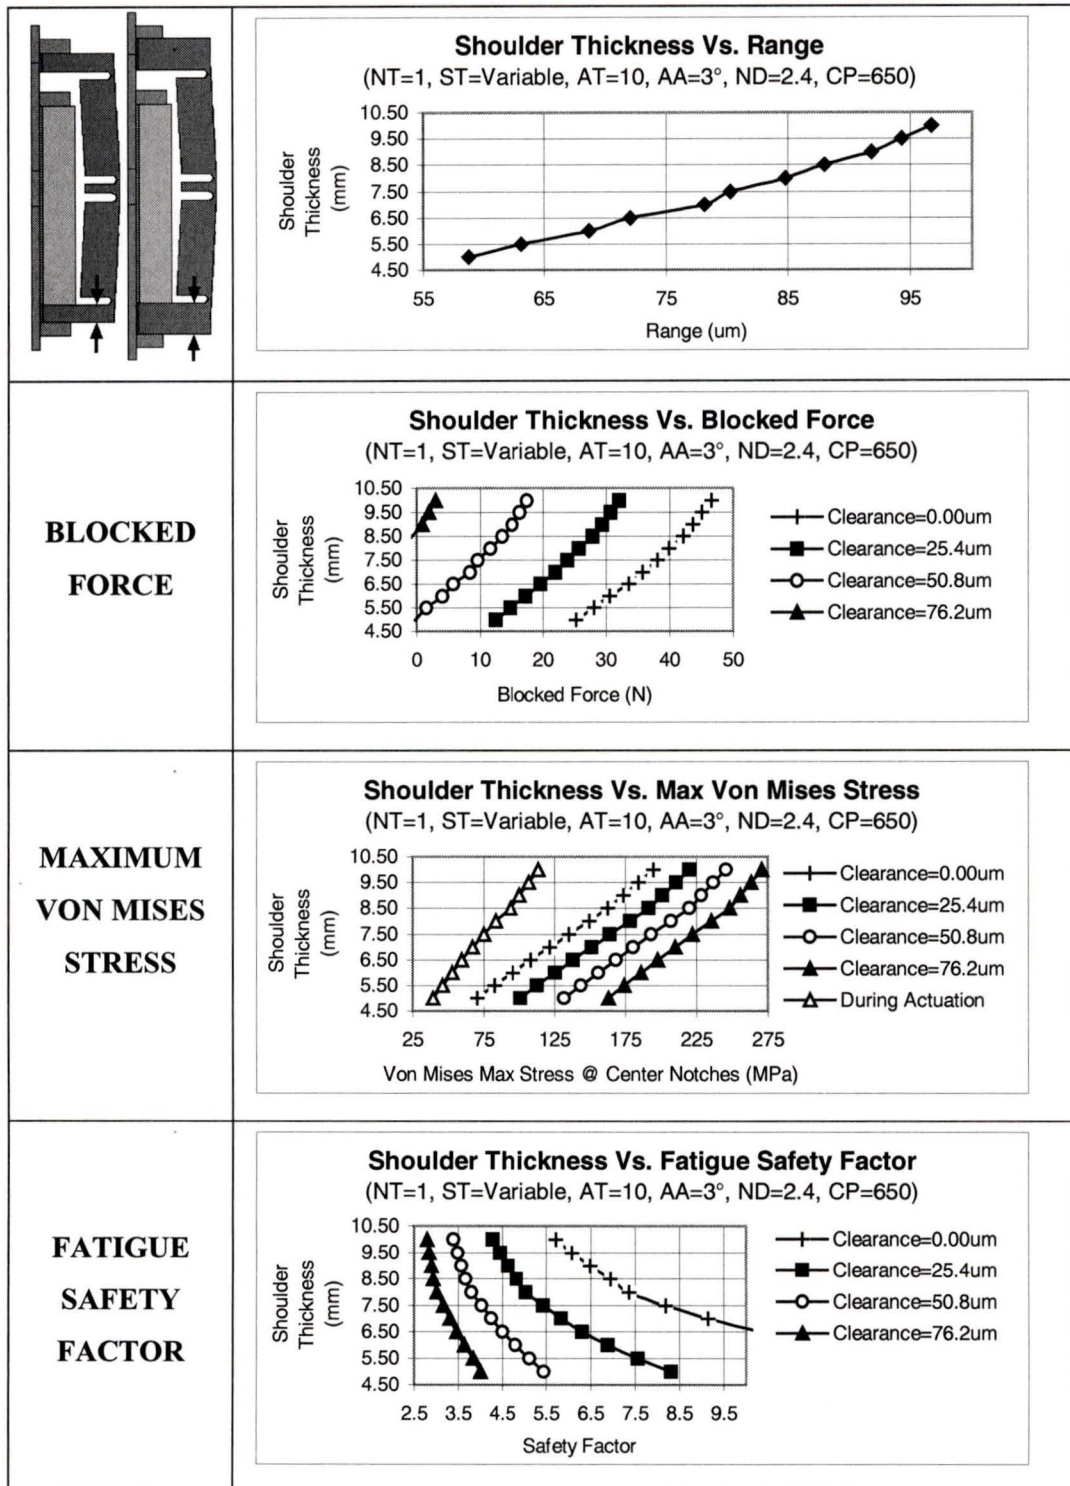 Shoulder Thickness Vs. Range
(NT=1, ST=Variable, AT=10, AA=3°, ND=2.4, CP=650)
Shoulder
Thickness
(mm)
10.50
9.50
8.50
7.50
6.50
5.50
4.50
55 65 75 85 95
Range (um)
BLOCKED
FORCE
Shoulder Thickness Vs. Blocked Force
(NT=1, ST=Variable, AT=10, AA=3°, ND=2.4, CP=650)
Shoulder
Thickness
(mm)
10.50
9.50
8.50
7.50
6.50
5.50
4.50
0 10 20 30 40 50
Blocked Force (N)
Clearance=0.00um
Clearance=25.4um
Clearance=50.8um
Clearance=76.2um
MAXIMUM
VON MISES
STRESS
Shoulder Thickness Vs. Max Von Mises Stress
(NT=1, ST=Variable, AT=10, AA=3°, ND=2.4, CP=650)
Shoulder
Thickness
(mm)
10.50
9.50
8.50
7.50
6.50
5.50
4.50
25 75 125 175 225 275
Von Mises Max Stress @ Center Notches (MPa)
Clearance=0.00um
Clearance=25.4um
Clearance=50.8um
Clearance=76.2um
During Actuation
FATIGUE
SAFETY
FACTOR
Shoulder Thickness Vs. Fatigue Safety Factor
(NT=1, ST=Variable, AT=10, AA=3°, ND=2.4, CP=650)
Shoulder
Thickness
(mm)
10.50
9.50
8.50
7.50
6.50
5.50
4.50
2.5 3.5 4.5 5.5 6.5 7.5 8.5 9.5
Safety Factor
Clearance=0.00um
Clearance=25.4um
Clearance=50.8um
Clearance=76.2um